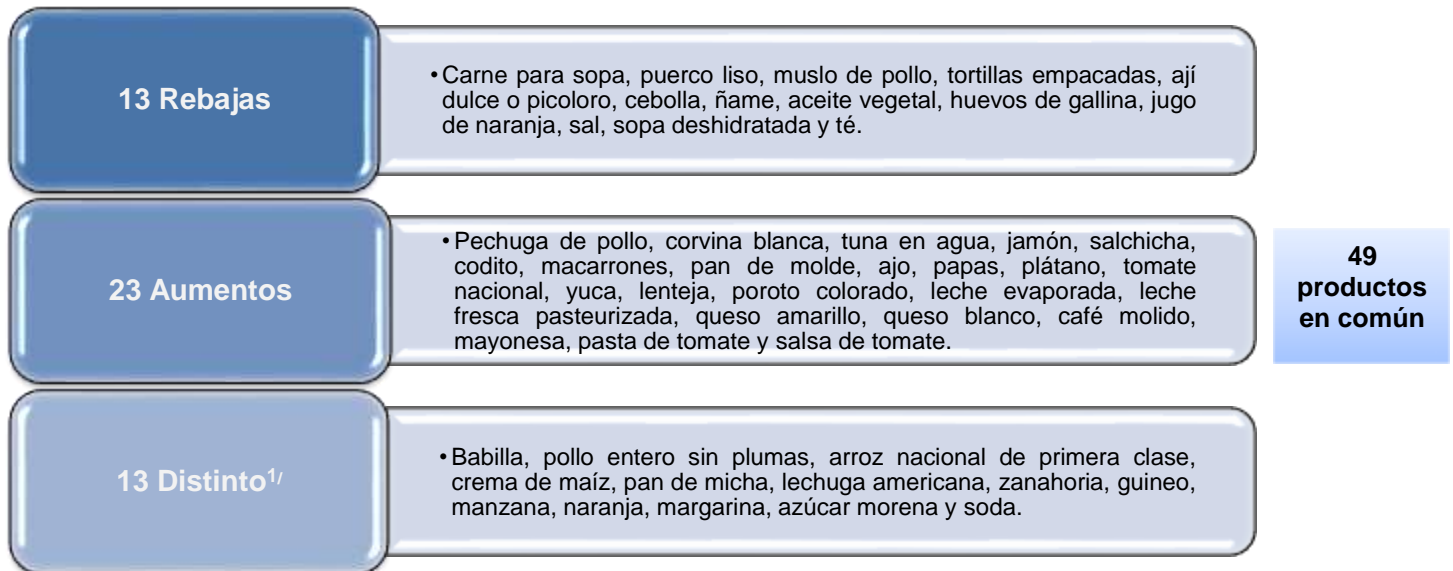 13 Rebajas
•Carne para sopa, puerco liso, muslo de pollo, tortillas empacadas, ají
dulce o picoloro, cebolla, ñame, aceite vegetal, huevos de gallina, jugo
de naranja, sal, sopa deshidratada y té.
23 Aumentos
•Pechuga de pollo, corvina blanca, tuna en agua, jamón, salchicha,
codito, macarrones, pan de molde, ajo, papas, plátano, tomate
nacional, yuca, lenteja, poroto colorado, leche evaporada, leche
fresca pasteurizada, queso amarillo, queso blanco, café molido,
mayonesa, pasta de tomate y salsa de tomate.
49
productos
en común
13 Distinto1/
•Babilla, pollo entero sin plumas, arroz nacional de primera clase,
crema de maíz, pan de micha, lechuga americana, zanahoria, guineo,
manzana, naranja, margarina, azúcar morena y soda.